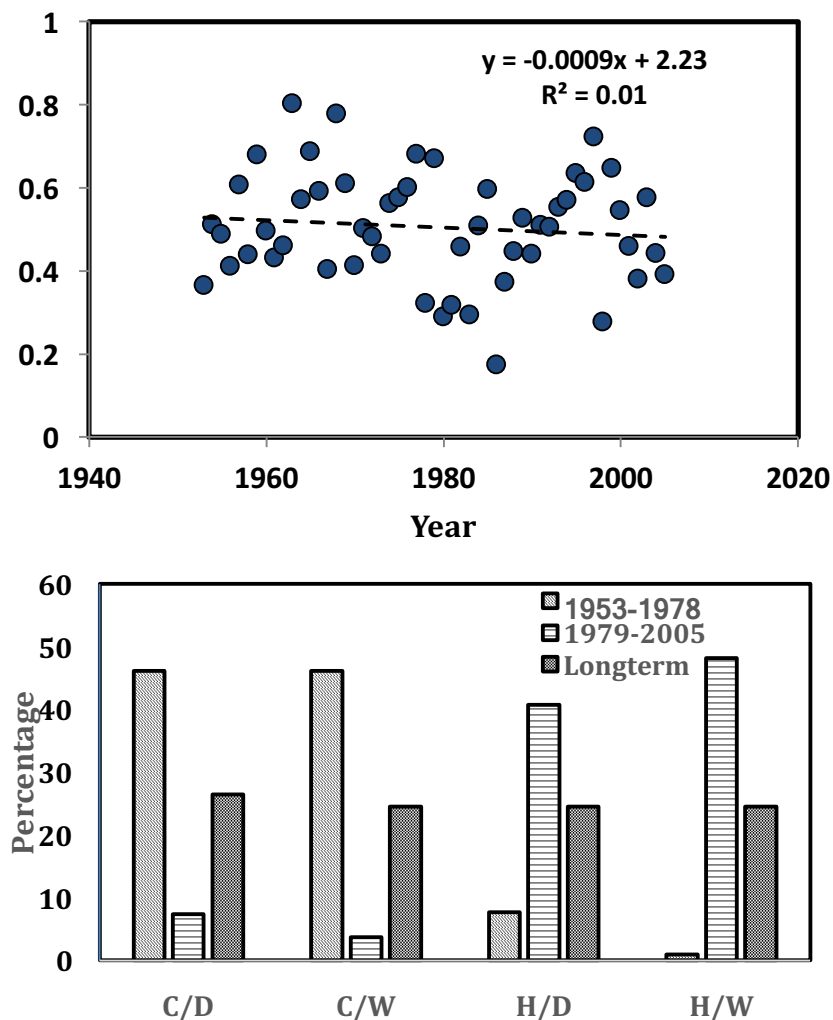 1
0.8
0.6
0.4
0.2
0
y = -0.0009x + 2.23
R² = 0.01
1940 1960 1980 2000 2020
Year
60
50
40
30
20
10
0
Percentage
1953-1978
1979-2005
Longterm
C/D C/W H/D H/W